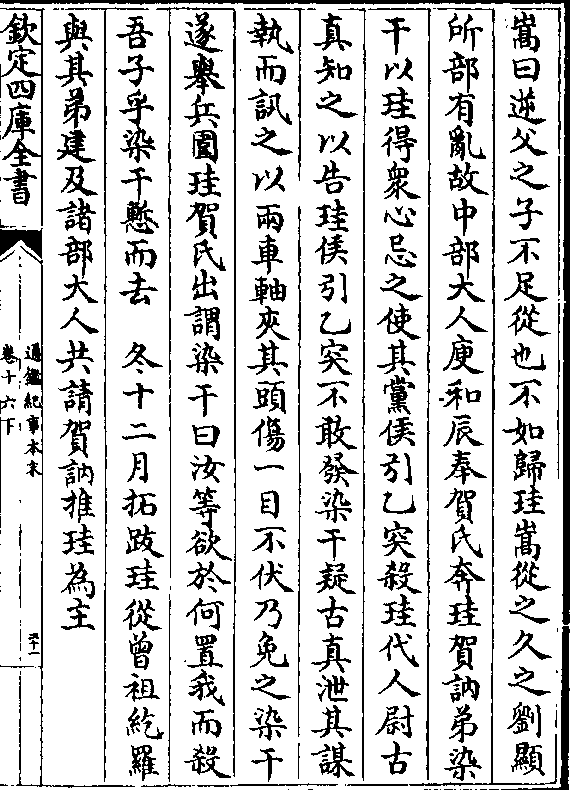 嵩曰逆父之子不足從也不如歸珪嵩從之久之劉顯
所部有亂故中部大人庾和辰奉賀氏奔珪賀訥弟染
干以珪得衆心忌之使其黨侯引乙突殺珪代人尉古
真知之以告珪侯引乙突不敢發染干疑古真泄其謀
執而訊之以兩車軸夾其頭傷一目不伏乃免之染干
遂舉兵圍珪賀氏出謂染干曰汝等欲於何置我而殺
吾子乎染干慙而去　冬十二月拓跋珪從曾祖紇羅
與其弟建及諸部大人共請賀訥推珪為主
欽定四庫全書
通鑑紀事本末
卷十六下